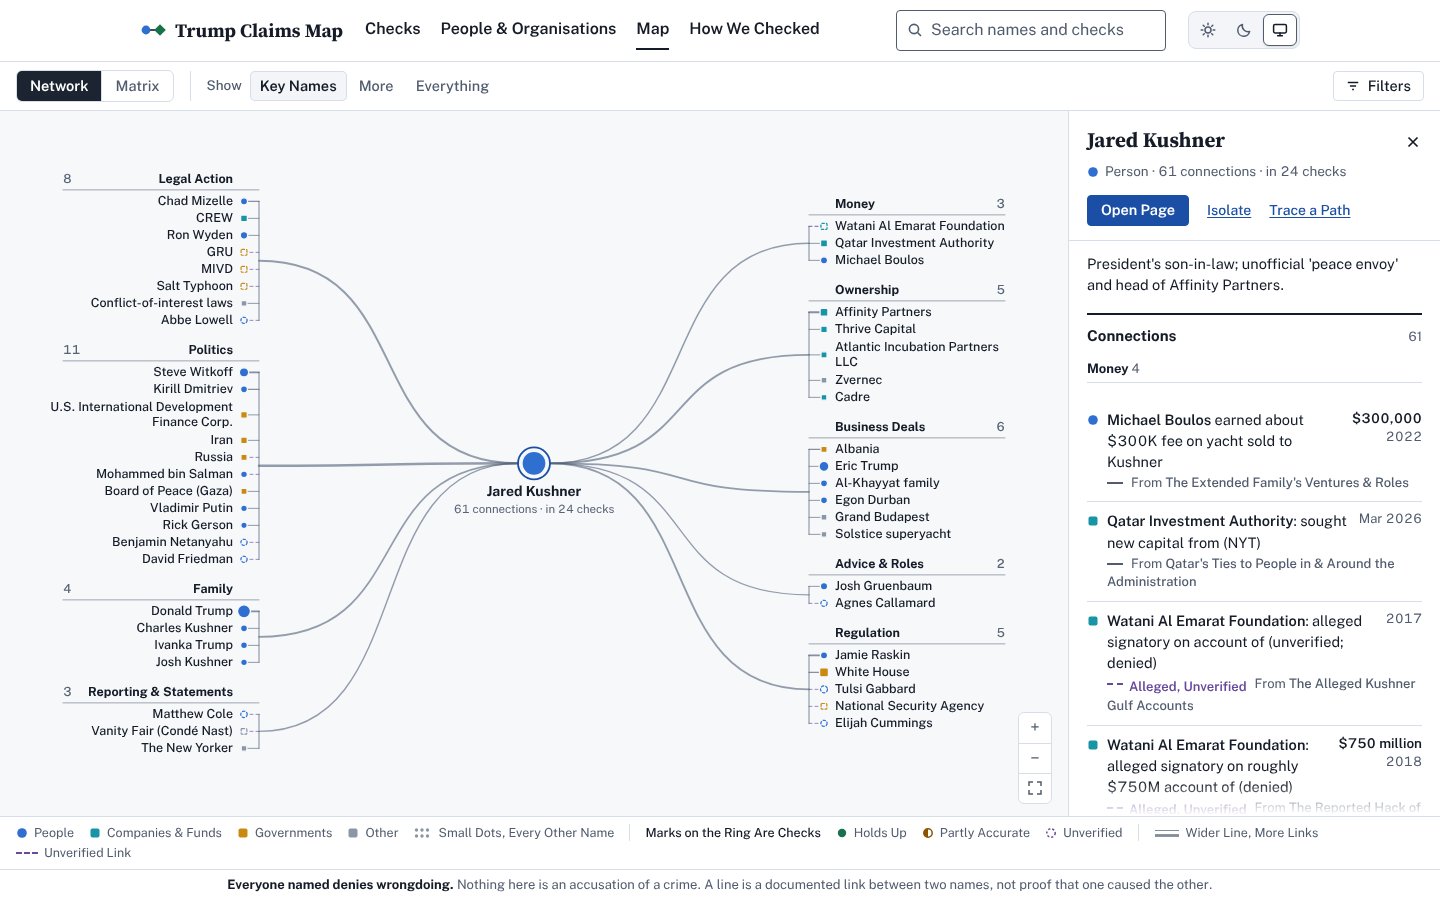 Trump Claims Map
Checks
People & Organisations
Map
How We Checked
Search names and checks
Network
Matrix
Show
Key Names
More
Everything
Filters
8 Legal Action
Chad Mizelle
CREW
Ron Wyden
GRU
MIVD
Salt Typhoon
Conflict-of-interest laws
Abbe Lowell
11 Politics
Steve Witkoff
Kirill Dmitriev
U.S. International Development
Finance Corp.
Iran
Russia
Mohammed bin Salman
Board of Peace (Gaza)
Vladimir Putin
Rick Gerson
Benjamin Netanyahu
David Friedman
4 Family
Donald Trump
Charles Kushner
Ivanka Trump
Josh Kushner
3 Reporting & Statements
Matthew Cole
Vanity Fair (Condé Nast)
The New Yorker
Jared Kushner
61 connections · in 24 checks
Money 3
Watani Al Emarat Foundation
Qatar Investment Authority
Michael Boulos
Ownership 5
Affinity Partners
Thrive Capital
Atlantic Incubation Partners
LLC
Zvernec
Cadre
Business Deals 6
Albania
Eric Trump
Al-Khayyat family
Egon Durban
Grand Budapest
Solstice superyacht
Advice & Roles 2
Josh Gruenbaum
Agnes Callamard
Regulation 5
Jamie Raskin
White House
Tulsi Gabbard
National Security Agency
Elijah Cummings
+
−
Jared Kushner
Person · 61 connections · in 24 checks
Open Page
Isolate
Trace a Path
President's son-in-law; unofficial 'peace envoy'
and head of Affinity Partners.
Connections 61
Money 4
Michael Boulos earned about $300,000
$300K fee on yacht sold to 2022
Kushner
From The Extended Family's Ventures & Roles
Qatar Investment Authority: sought Mar 2026
new capital from (NYT)
From Qatar's Ties to People in & Around the
Administration
Watani Al Emarat Foundation: alleged 2017
signatory on account of (unverified;
denied)
Alleged, Unverified From The Alleged Kushner
Gulf Accounts
Watani Al Emarat Foundation: $750 million
alleged signatory on roughly 2018
$750M account of (denied)
Alleged, Unverified From The Reported Hack of
People
Companies & Funds
Governments
Other
Small Dots, Every Other Name
Marks on the Ring Are Checks
Holds Up
Partly Accurate
Unverified
Wider Line, More Links
Unverified Link
Everyone named denies wrongdoing. Nothing here is an accusation of a crime. A line is a documented link between two names, not proof that one caused the other.